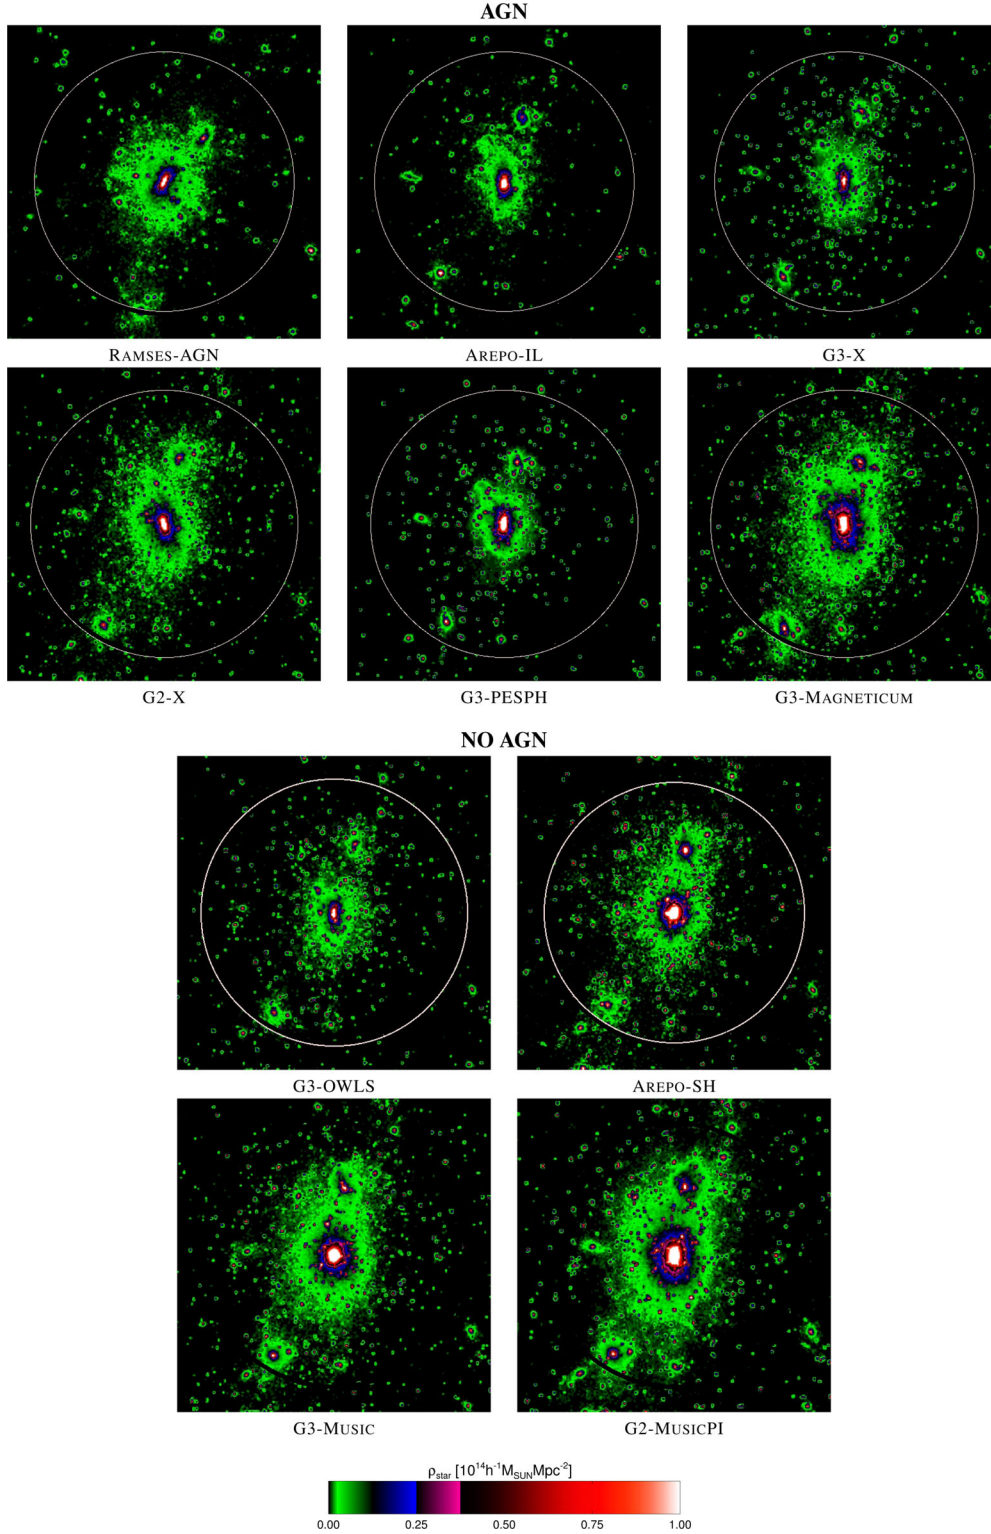 AGN
RAMSES-AGN
AREPO-IL
G3-X
G2-X
G3-PESPH
G3-MAGNETICUM
NO AGN
G3-OWLS
AREPO-SH
G3-MUSIC
G2-MUSICPI
ρstar [10¹⁴h⁻¹MSUNMpc⁻²]
0.00 0.25 0.50 0.75 1.00